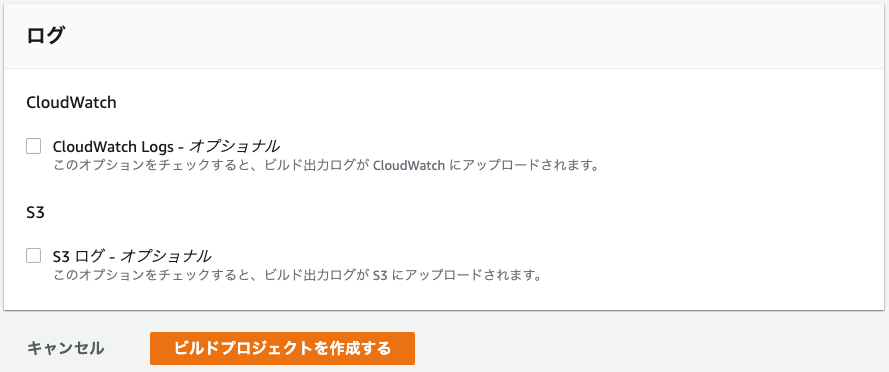 ログ
CloudWatch
CloudWatch Logs - オプショナル
このオプションをチェックすると、ビルド出力ログが CloudWatch にアップロードされます。
S3
S3 ログ - オプショナル
このオプションをチェックすると、ビルド出力ログが S3 にアップロードされます。
キャンセル ビルドプロジェクトを作成する